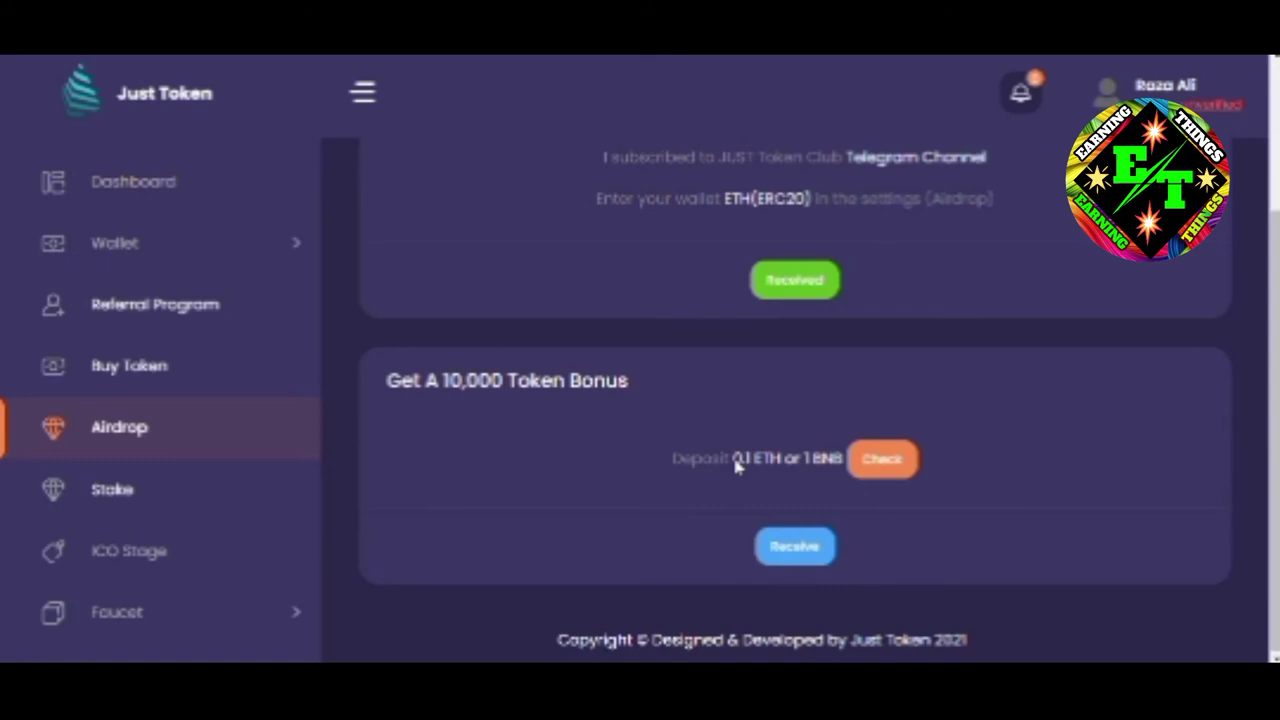 Just Token
Raza Ali
EARNING
THINGS
ET
EARNING
THINGS
Dashboard
Wallet
Referral Program
Buy Token
Airdrop
Stake
ICO Stage
Faucet
I subscribed to JUST Token Club Telegram Channel
Enter your wallet ETH(ERC20) in the settings (Airdrop)
Received
Get A 10,000 Token Bonus
Deposit 0.1 ETH or 1 BNB Check
Receive
Copyright © Designed & Developed by Just Token 2021